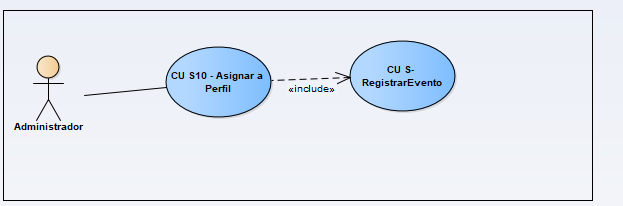 CU S10 - Asignar a
Perfil
CU S-
RegistrarEvento
«include»
Administrador